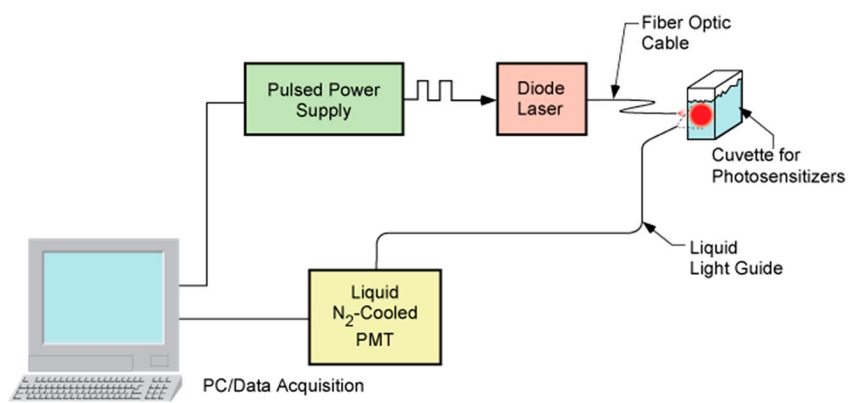 Fiber Optic
Cable
Pulsed Power
Supply
Diode
Laser
Cuvette for
Photosensitizers
Liquid
Light Guide
Liquid
N2-Cooled
PMT
PC/Data Acquisition